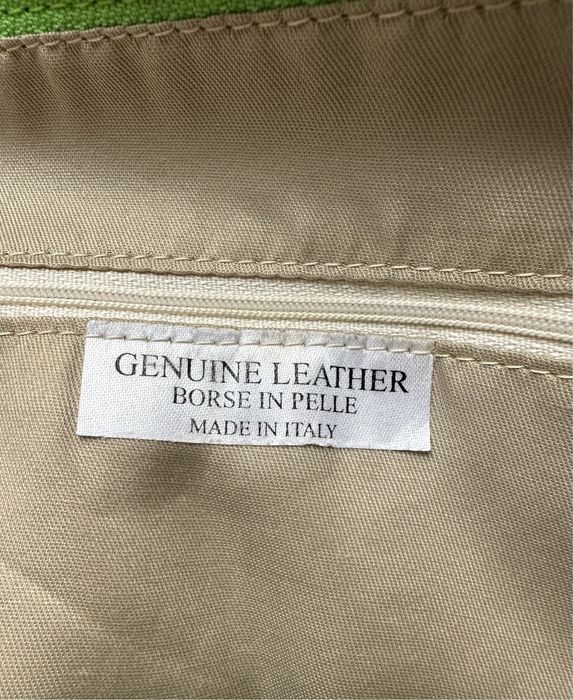 GENUINE LEATHER
BORSE IN PELLE
MADE IN ITALY